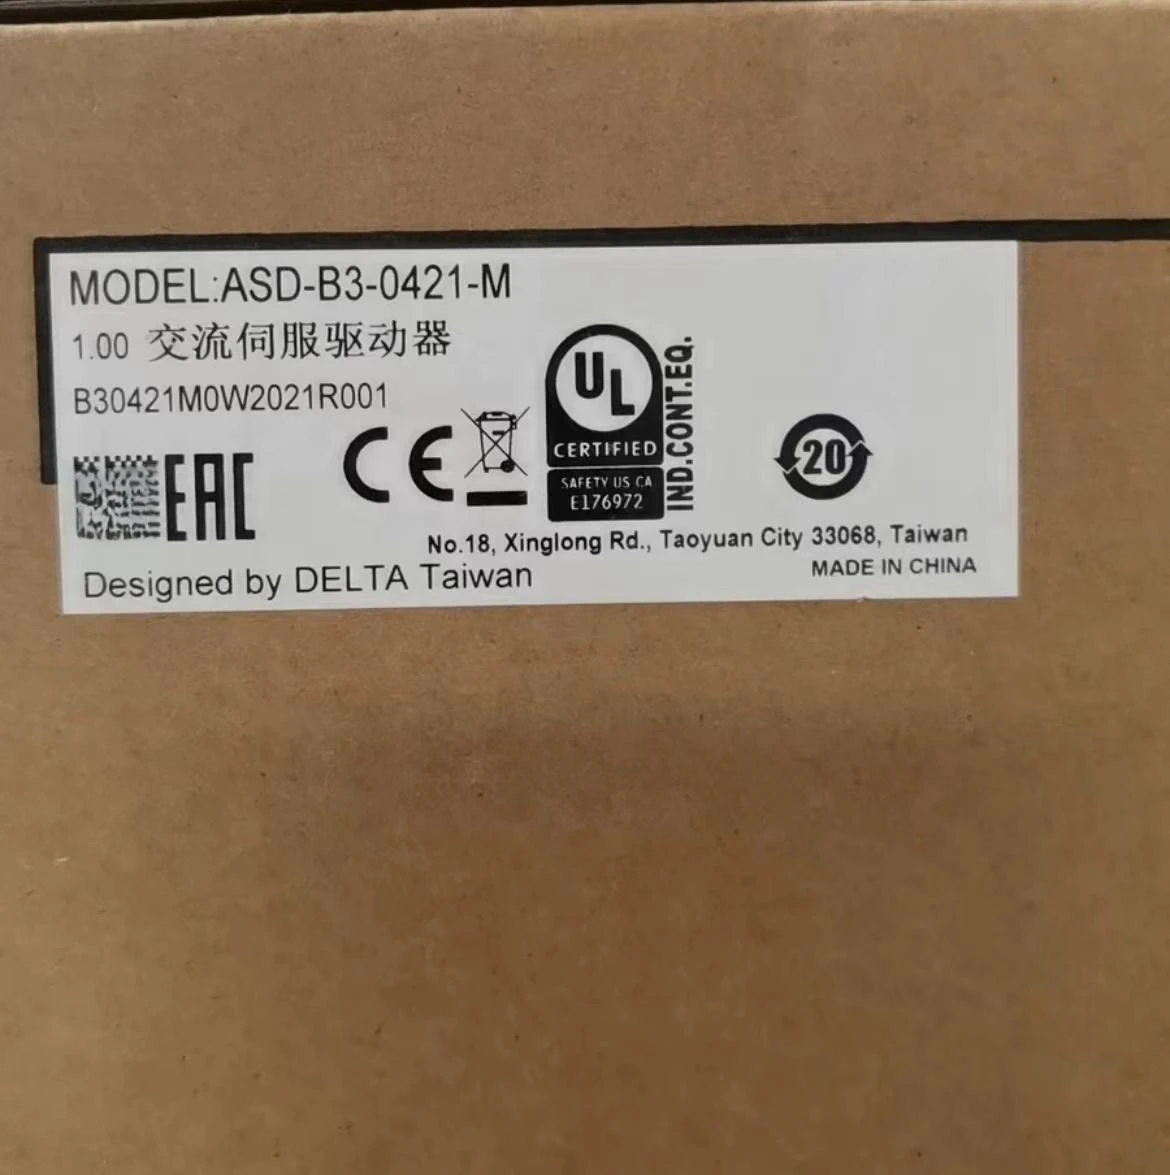 MODEL:ASD-B3-0421-M
1.00 交流伺服驱动器
B30421M0W2021R001
EAC
CE
UL
CERTIFIED
SAFETY US CA
E176972
IND.CONT.EQ.
20
No.18, Xinglong Rd., Taoyuan City 33068, Taiwan
Designed by DELTA Taiwan
MADE IN CHINA